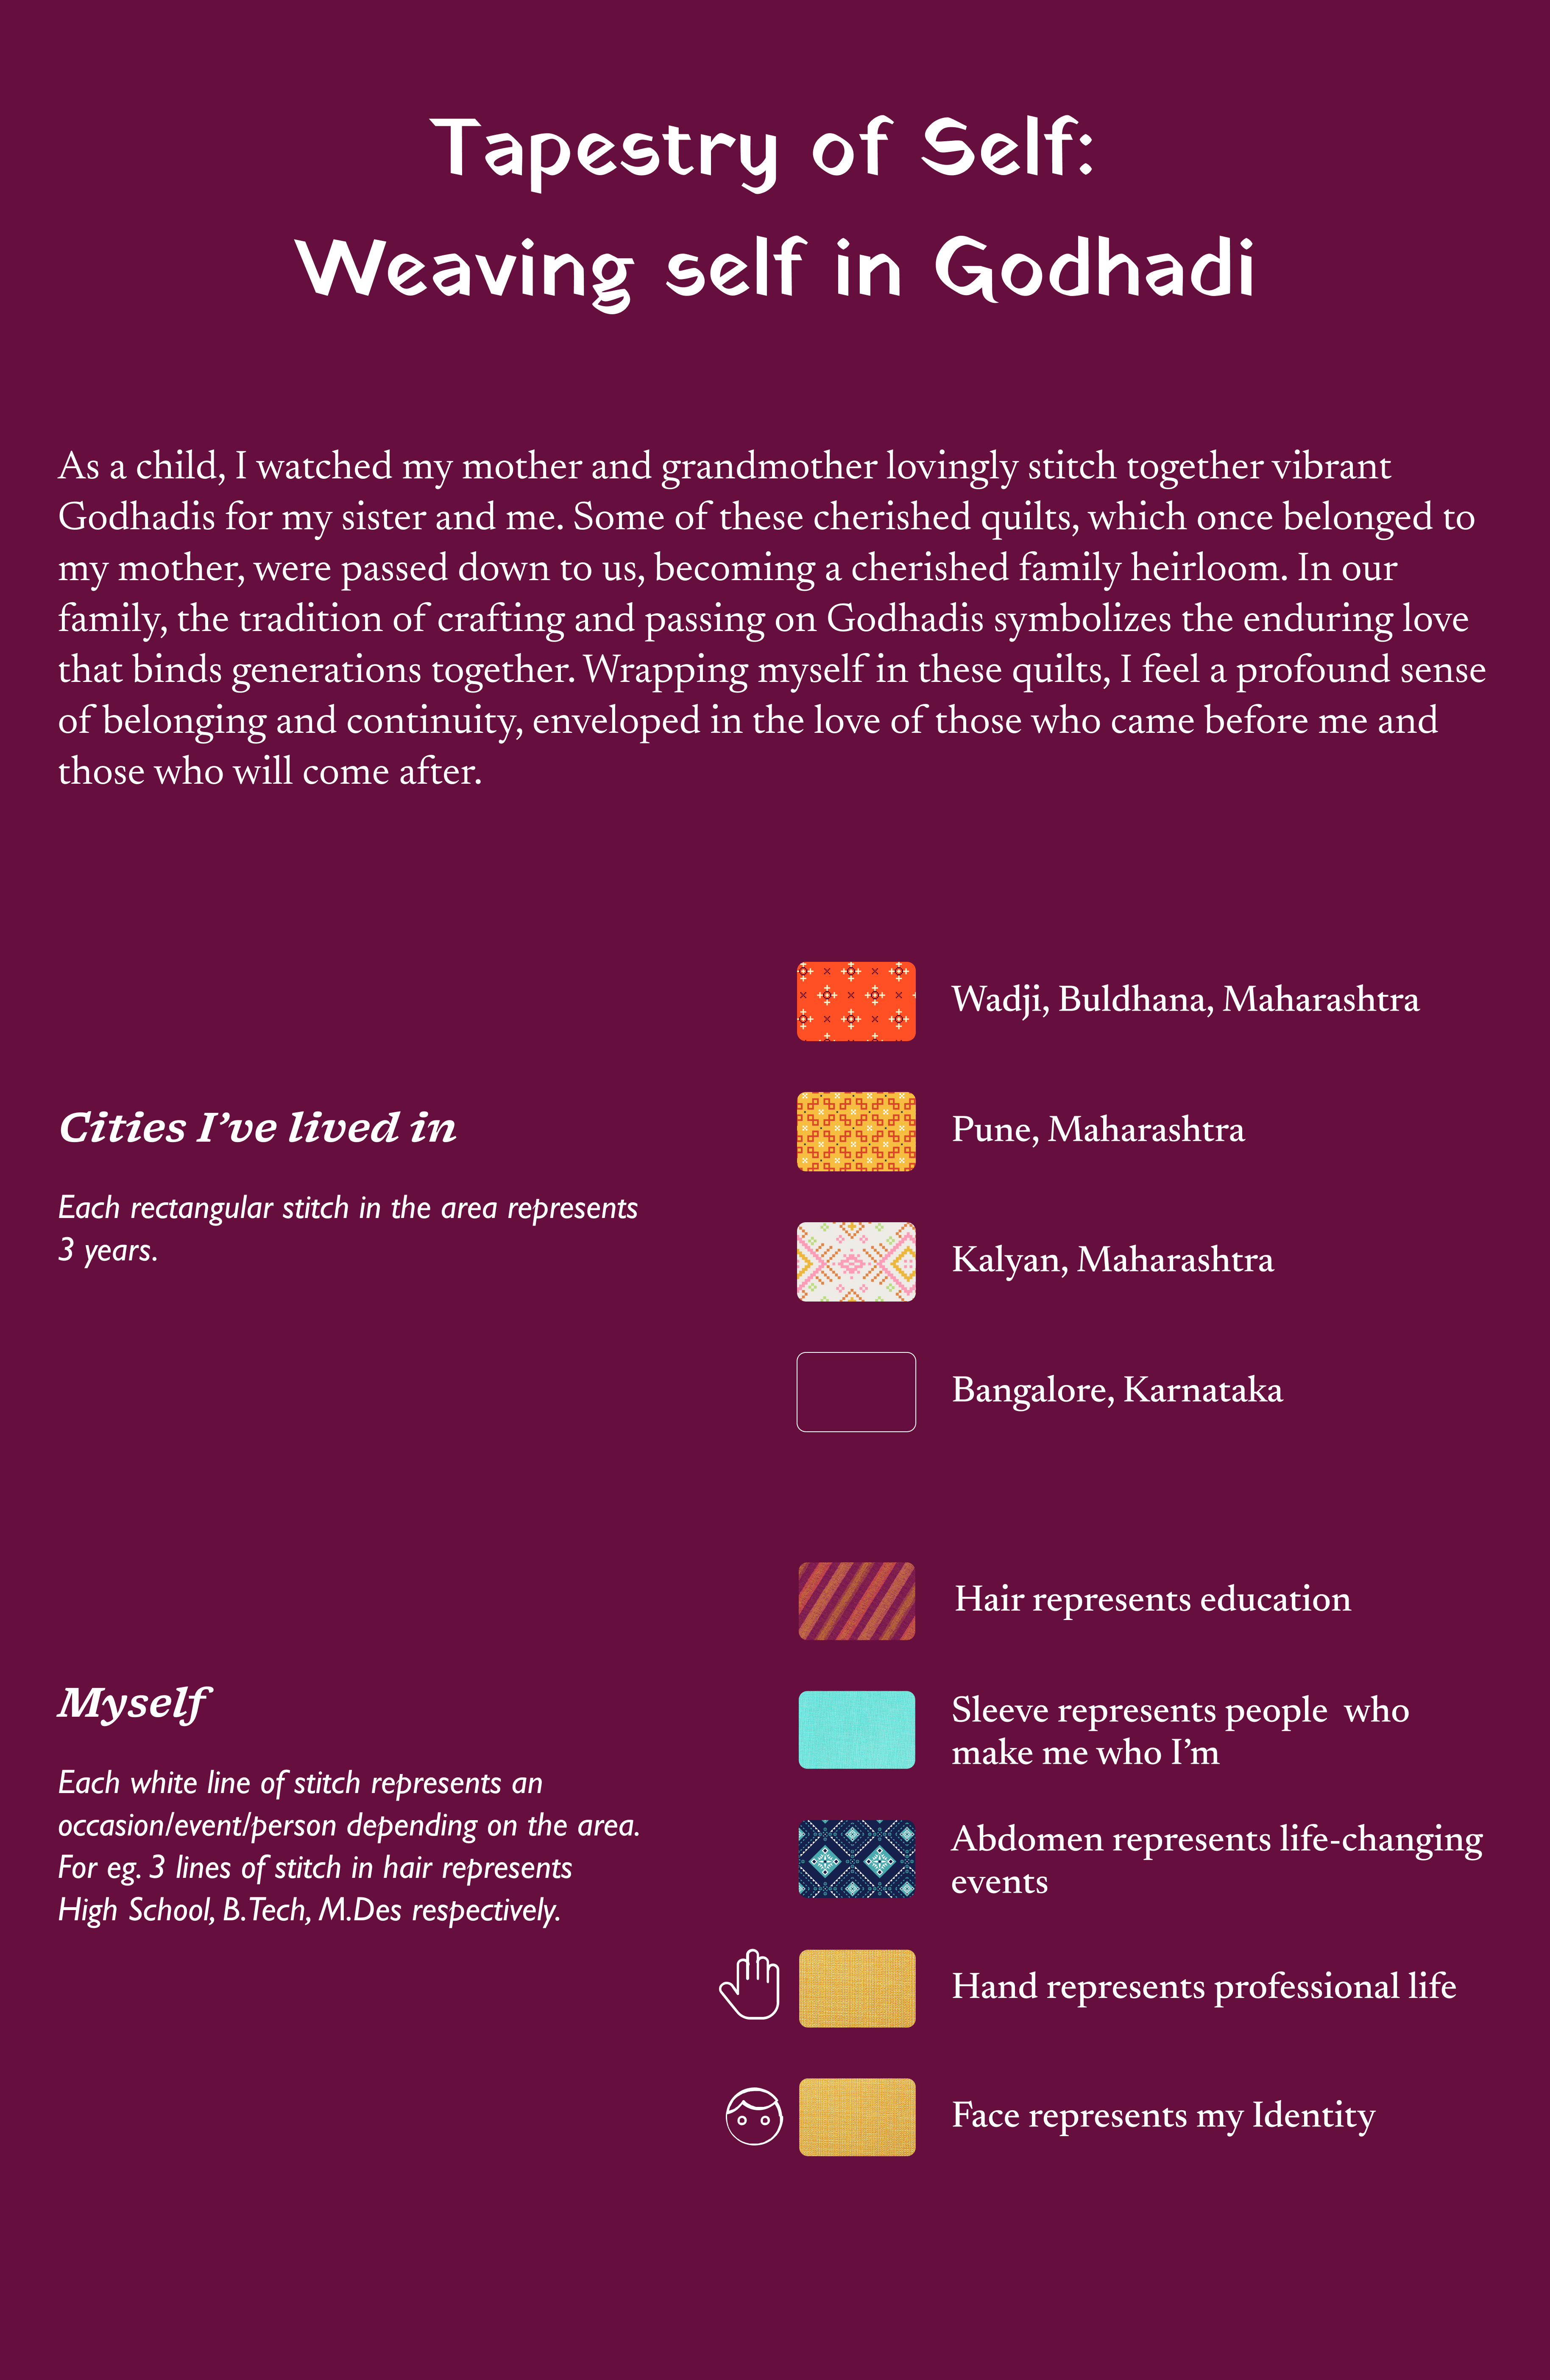 Tapestry of Self:
Weaving self in Godhadi
As a child, I watched my mother and grandmother lovingly stitch together vibrant
Godhadis for my sister and me. Some of these cherished quilts, which once belonged to
my mother, were passed down to us, becoming a cherished family heirloom. In our
family, the tradition of crafting and passing on Godhadis symbolizes the enduring love
that binds generations together. Wrapping myself in these quilts, I feel a profound sense
of belonging and continuity, enveloped in the love of those who came before me and
those who will come after.
Cities I’ve lived in
Each rectangular stitch in the area represents
3 years.
Wadji, Buldhana, Maharashtra
Pune, Maharashtra
Kalyan, Maharashtra
Bangalore, Karnataka
Myself
Each white line of stitch represents an
occasion/event/person depending on the area.
For eg. 3 lines of stitch in hair represents
High School, B.Tech, M.Des respectively.
Hair represents education
Sleeve represents people  who
make me who I’m
Abdomen represents life-changing
events
Hand represents professional life
Face represents my Identity